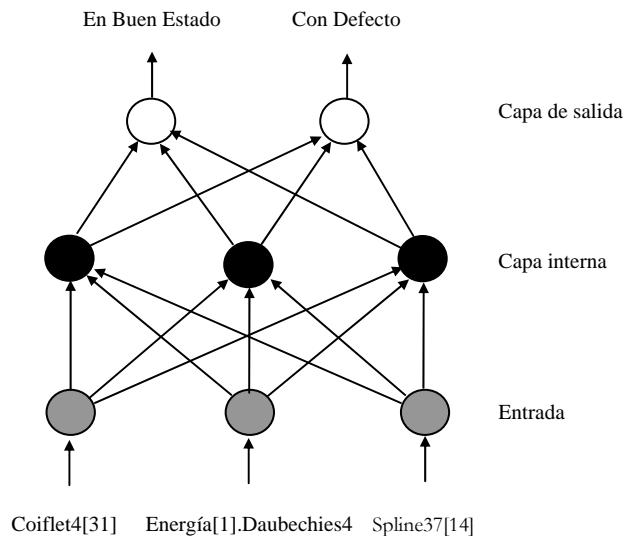 En Buen Estado
Con Defecto
Capa de salida
Capa interna
Entrada
Coiflet4[31]
Energía[1].Daubechies4
Spline37[14]